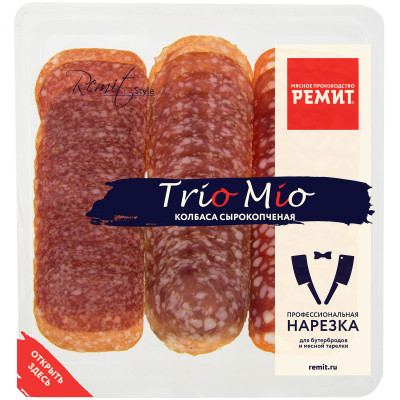 Remit
Style
МЯСНОЕ ПРОИЗВОДСТВО
РЕМИТ
Trio Mio
КОЛБАСА СЫРОКОПЧЕНАЯ
ПРОФЕССИОНАЛЬНАЯ
НАРЕЗКА
для бутербродов
и мясной тарелки
remit.ru
ОТКРЫТЬ
ЗДЕСЬ